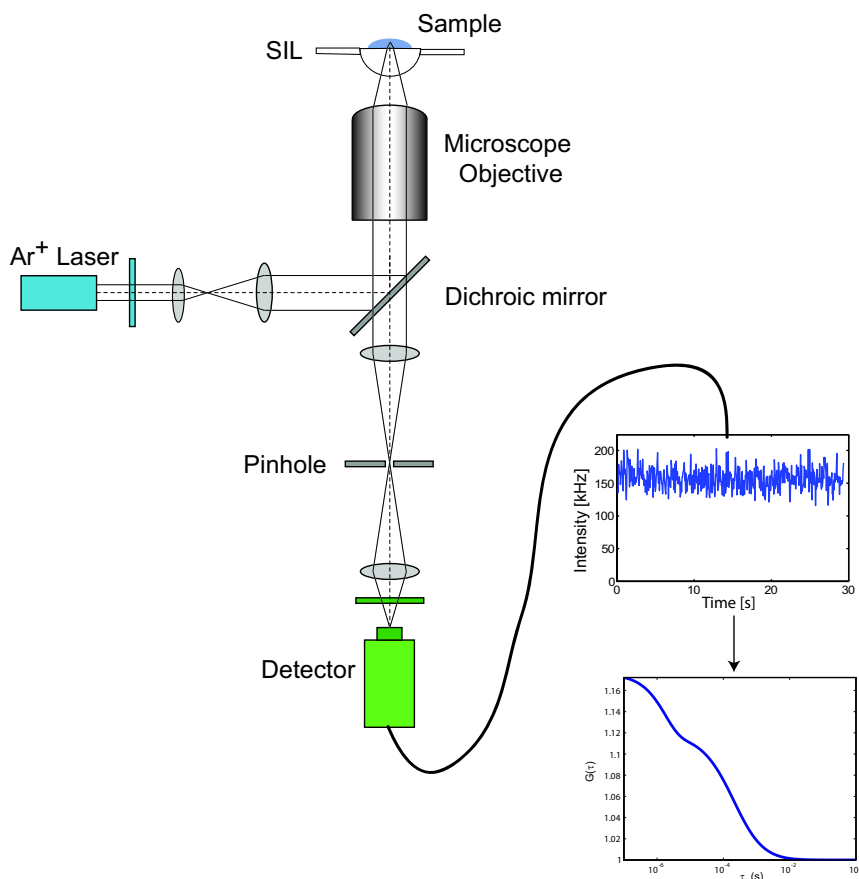 Sample
SIL
Microscope
Objective
Ar⁺ Laser
Dichroic mirror
Pinhole
Detector
Intensity [kHz]
200
150
100
50
0
0 10 20 30
Time [s]
G(τ)
1.16
1.14
1.12
1.1
1.08
1.06
1.04
1.02
1
10⁻⁶ 10⁻⁴ 10⁻² 10
τ (s)